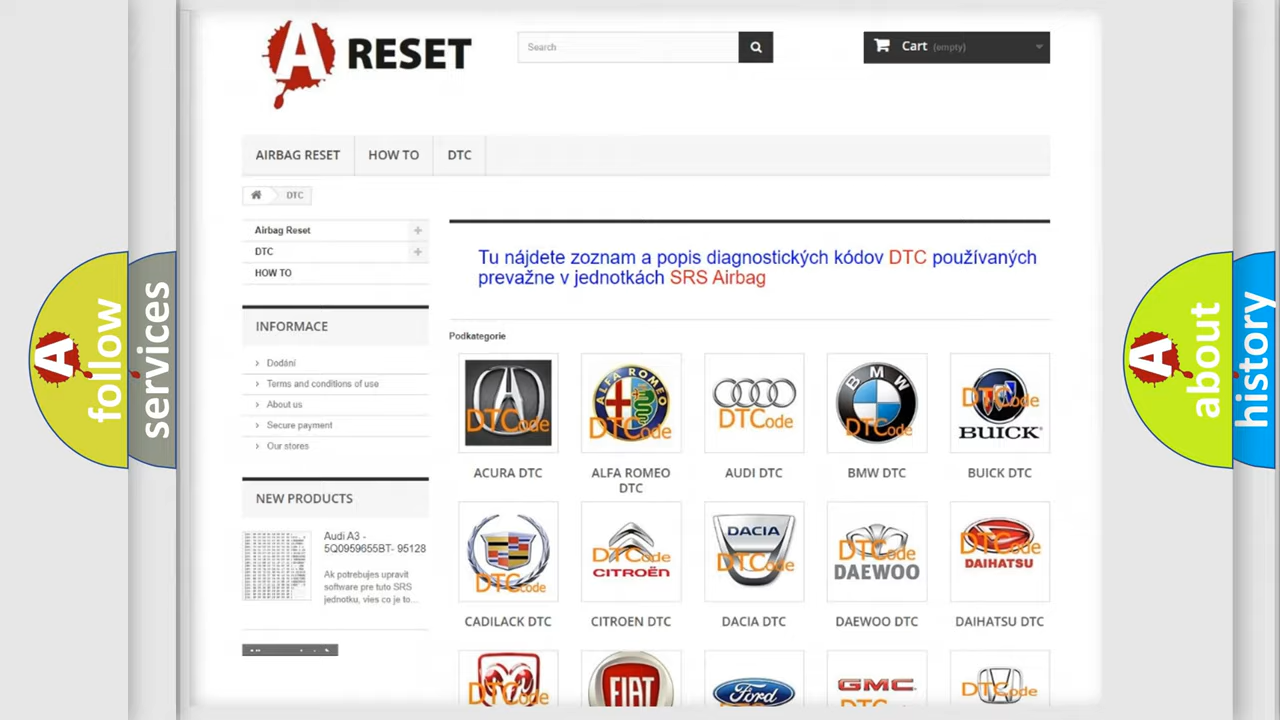 A RESET
Search
Cart (empty)
AIRBAG RESET
HOW TO
DTC
DTC
Airbag Reset
DTC
HOW TO
INFORMACE
Dodání
Terms and conditions of use
About us
Secure payment
Our stores
NEW PRODUCTS
Audi A3 -
5Q0959655BT- 95128
Ak potrebujes upravit
software pre tuto SRS
jednotku, vies co je to...
Tu nájdete zoznam a popis diagnostických kódov DTC používaných
prevažne v jednotkách SRS Airbag
Podkategorie
DTCode
ALFA ROMEO
DTCode
DTCode
BMW
DTCode
DTCode
BUICK
ACURA DTC
ALFA ROMEO
DTC
AUDI DTC
BMW DTC
BUICK DTC
DTCode
DTCode
CITROËN
DACIA
DTCode
DTCode
DAEWOO
DTCode
DAIHATSU
CADILACK DTC
CITROEN DTC
DACIA DTC
DAEWOO DTC
DAIHATSU DTC
DTCode
FIAT
Ford
GMC
DTCode
A follow
services
A about
history